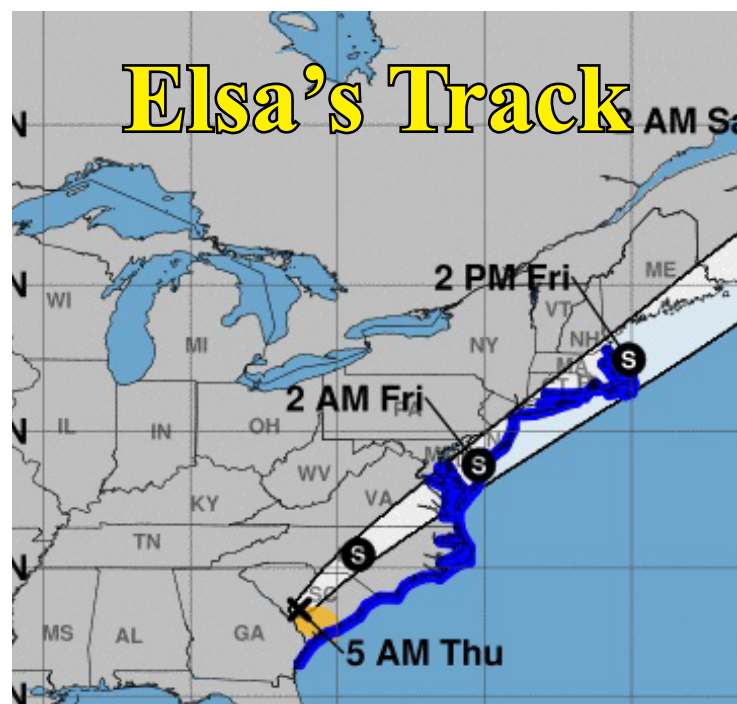 Elsa's Track
N
2 AM Sa
ME
2 PM Fri
N
WI
VT
MI
NY
NH
MA
2 AM Fri
PA
N
IL
IN
OH
WV
VA
S
S
KY
S
TN
SC
MS
AL
GA
5 AM Thu
N
N